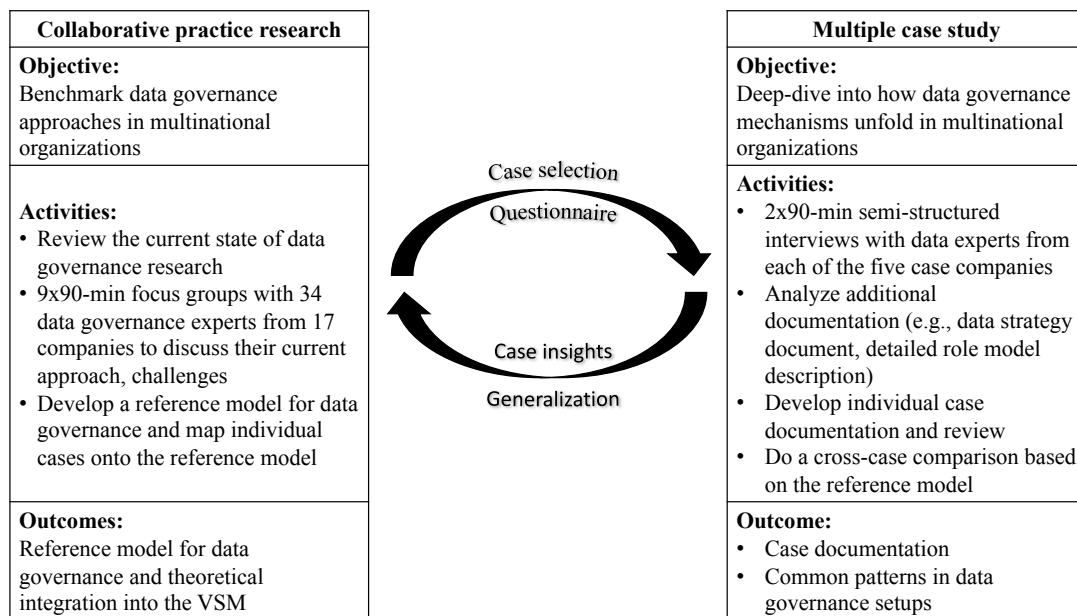 Collaborative practice research
Objective:
Benchmark data governance
approaches in multinational
organizations
Activities:
• Review the current state of data
governance research
• 9x90-min focus groups with 34
data governance experts from 17
companies to discuss their current
approach, challenges
• Develop a reference model for data
governance and map individual
cases onto the reference model
Outcomes:
Reference model for data
governance and theoretical
integration into the VSM
Case selection
Questionnaire
Case insights
Generalization
Multiple case study
Objective:
Deep-dive into how data governance
mechanisms unfold in multinational
organizations
Activities:
• 2x90-min semi-structured
interviews with data experts from
each of the five case companies
• Analyze additional
documentation (e.g., data strategy
document, detailed role model
description)
• Develop individual case
documentation and review
• Do a cross-case comparison based
on the reference model
Outcome:
• Case documentation
• Common patterns in data
governance setups